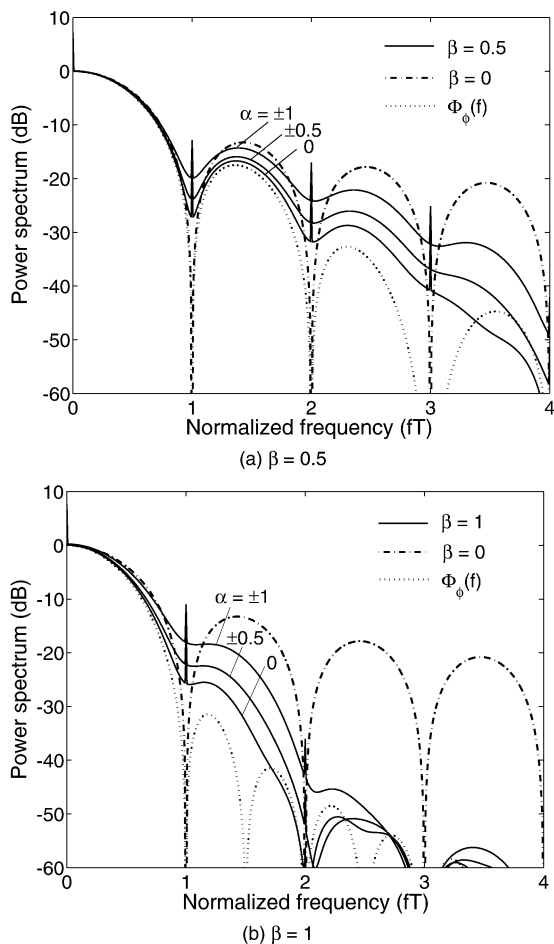 10
0
-10
-20
-30
-40
-50
-60
Power spectrum (dB)
β = 0.5
β = 0
Φϕ(f)
α = ±1
±0.5
0
0 1 2 3 4
Normalized frequency (fT)
(a) β = 0.5
10
0
-10
-20
-30
-40
-50
-60
Power spectrum (dB)
β = 1
β = 0
Φϕ(f)
α = ±1
±0.5
0
0 1 2 3 4
Normalized frequency (fT)
(b) β = 1